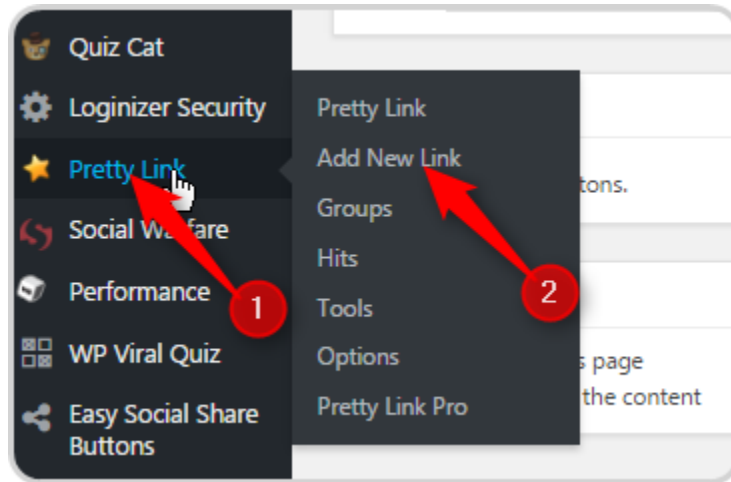 Quiz Cat
Loginizer Security
Pretty Link
Social Warfare
Performance
WP Viral Quiz
Easy Social Share
Buttons
Pretty Link
Add New Link
Groups
Hits
Tools
Options
Pretty Link Pro
1
2
tons.
s page
the content